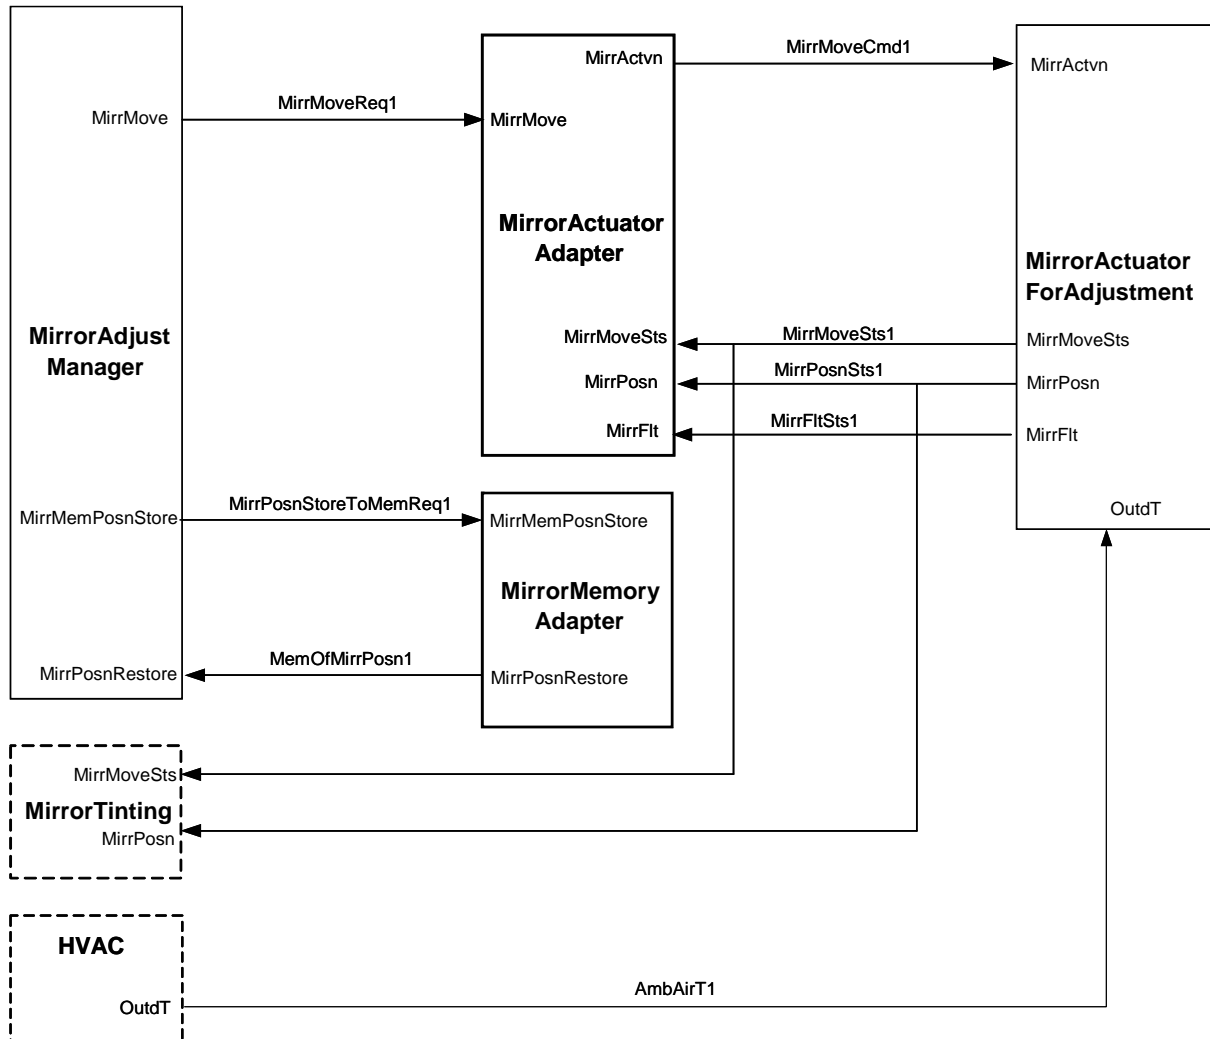 MirrActvn
MirrMoveCmd1
MirrActvn
MirrMove
MirrMoveReq1
MirrMove
MirrorActuator
Adapter
MirrorActuator
ForAdjustment
MirrorAdjust
Manager
MirrMoveSts
MirrMoveSts1
MirrMoveSts
MirrPosn
MirrPosnSts1
MirrPosn
MirrFlt
MirrFltSts1
MirrFlt
OutdT
MirrMemPosnStore
MirrPosnStoreToMemReq1
MirrMemPosnStore
MirrorMemory
Adapter
MirrPosnRestore
MemOfMirrPosn1
MirrPosnRestore
MirrMoveSts
MirrorTinting
MirrPosn
HVAC
OutdT
AmbAirT1